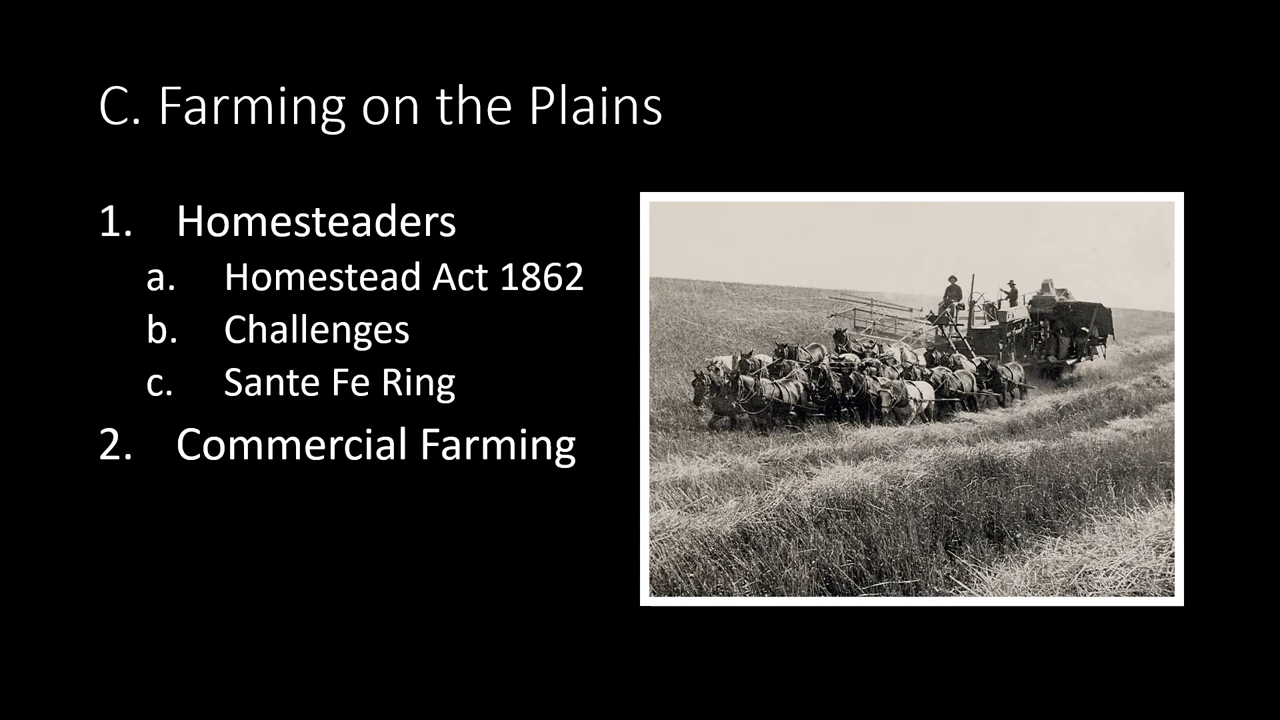 C. Farming on the Plains
1. Homesteaders
a. Homestead Act 1862
b. Challenges
c. Sante Fe Ring
2. Commercial Farming